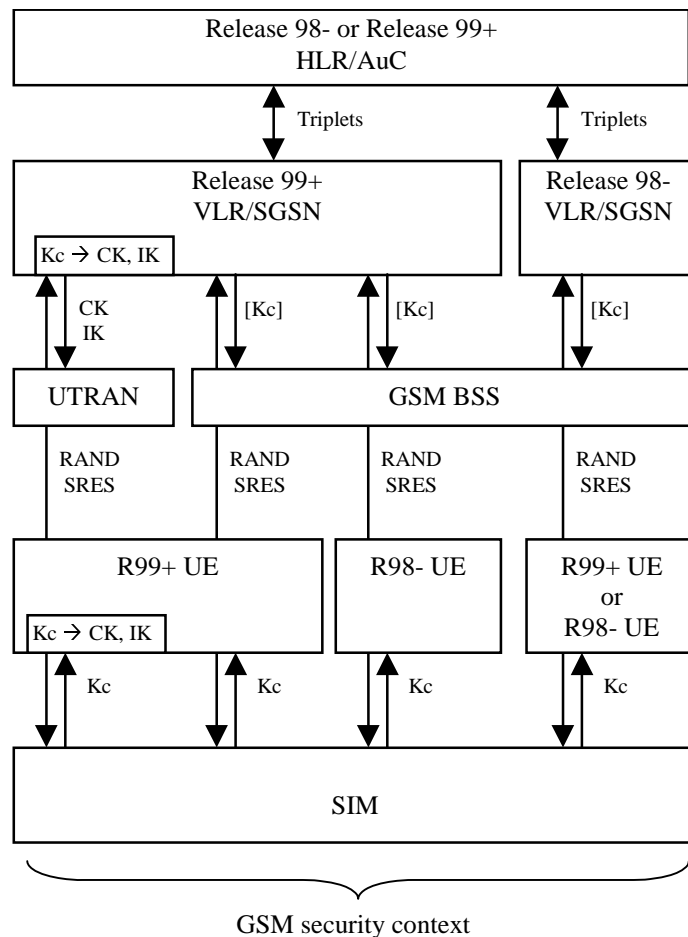 Release 98- or Release 99+
HLR/AuC
Triplets
Triplets
Release 99+
VLR/SGSN
Release 98-
VLR/SGSN
Kc → CK, IK
CK
IK
[Kc]
[Kc]
[Kc]
UTRAN
GSM BSS
RAND
SRES
RAND
SRES
RAND
SRES
RAND
SRES
R99+ UE
R98- UE
R99+ UE
or
R98- UE
Kc → CK, IK
Kc
Kc
Kc
Kc
SIM
GSM security context